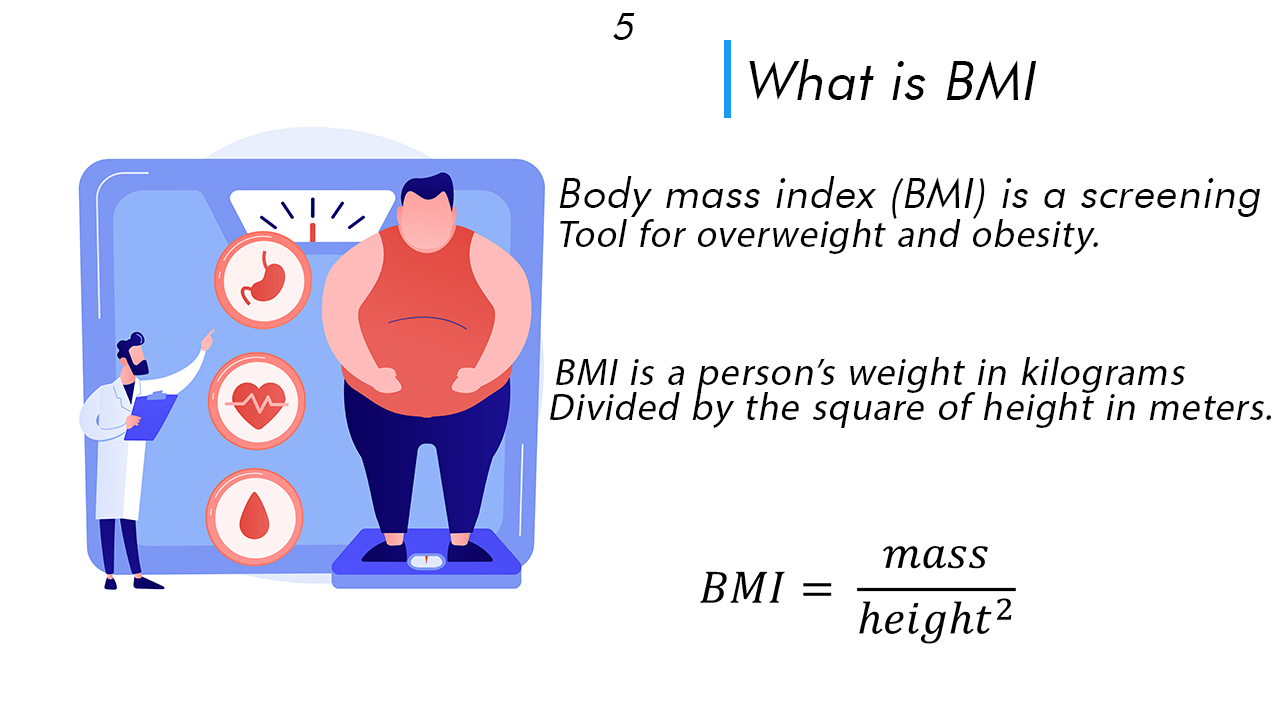 5
What is BMI
Body mass index (BMI) is a screening
Tool for overweight and obesity.
BMI is a person's weight in kilograms
Divided by the square of height in meters.
BMI = mass / height²